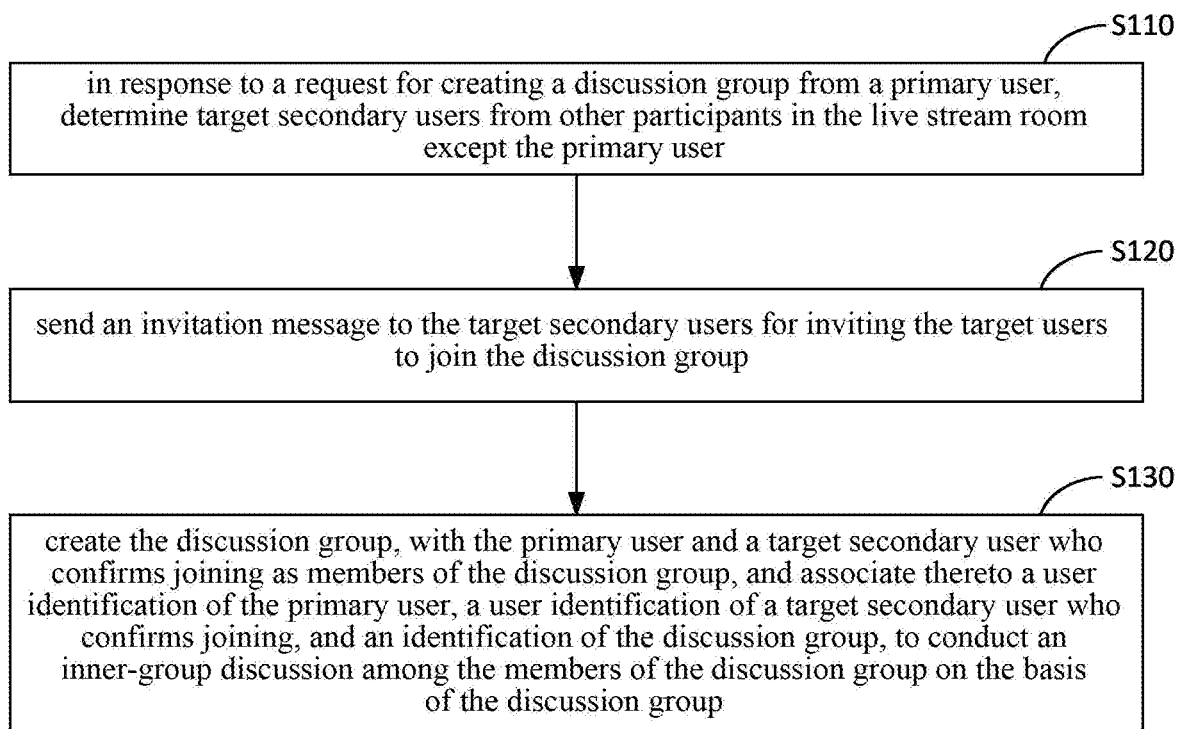 S110
in response to a request for creating a discussion group from a primary user,
determine target secondary users from other participants in the live stream room
except the primary user
S120
send an invitation message to the target secondary users for inviting the target users
to join the discussion group
S130
create the discussion group, with the primary user and a target secondary user who
confirms joining as members of the discussion group, and associate thereto a user
identification of the primary user, a user identification of a target secondary user who
confirms joining, and an identification of the discussion group, to conduct an
inner-group discussion among the members of the discussion group on the basis
of the discussion group